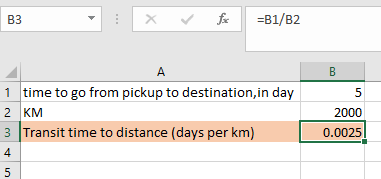 B3 fx =B1/B2
A B
1 time to go from pickup to destination,in day 5
2 KM 2000
3 Transit time to distance (days per km) 0.0025
4
5